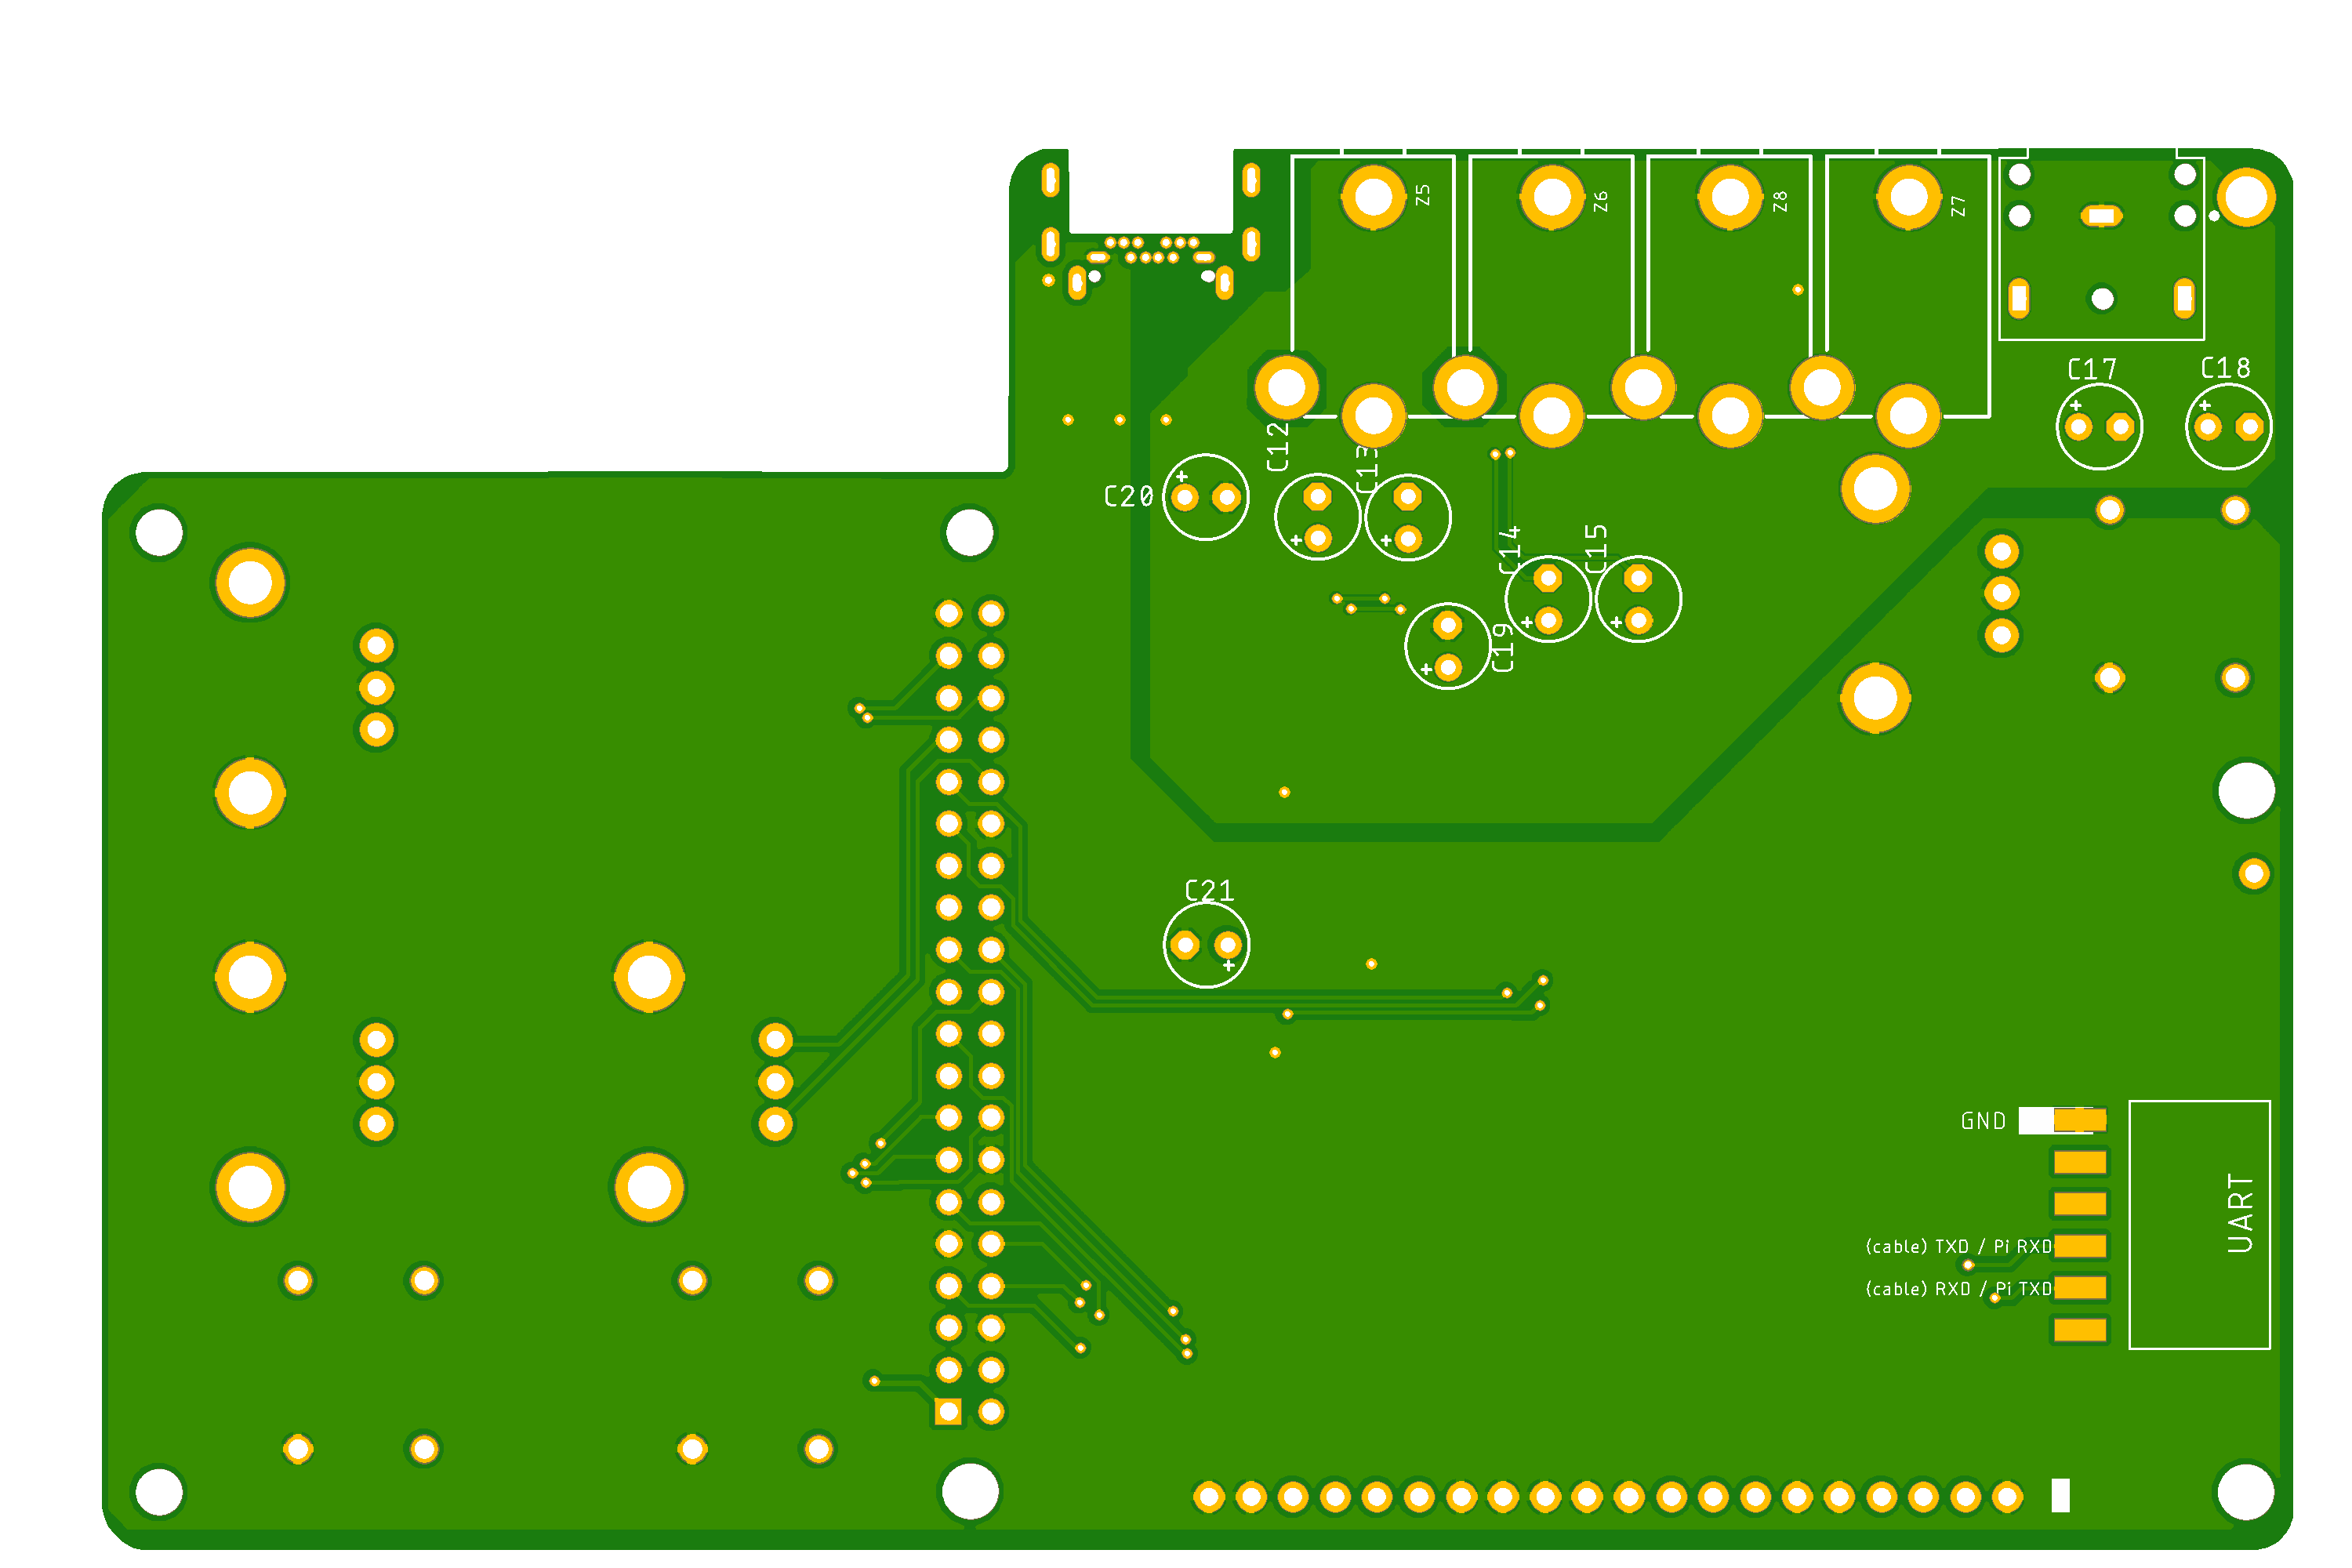 Z5
Z6
Z8
Z7
C17
C18
C12
C13
C20
C14
C15
C19
C21
GND
UART
(cable) TXD / Pi RXD
(cable) RXD / Pi TXD